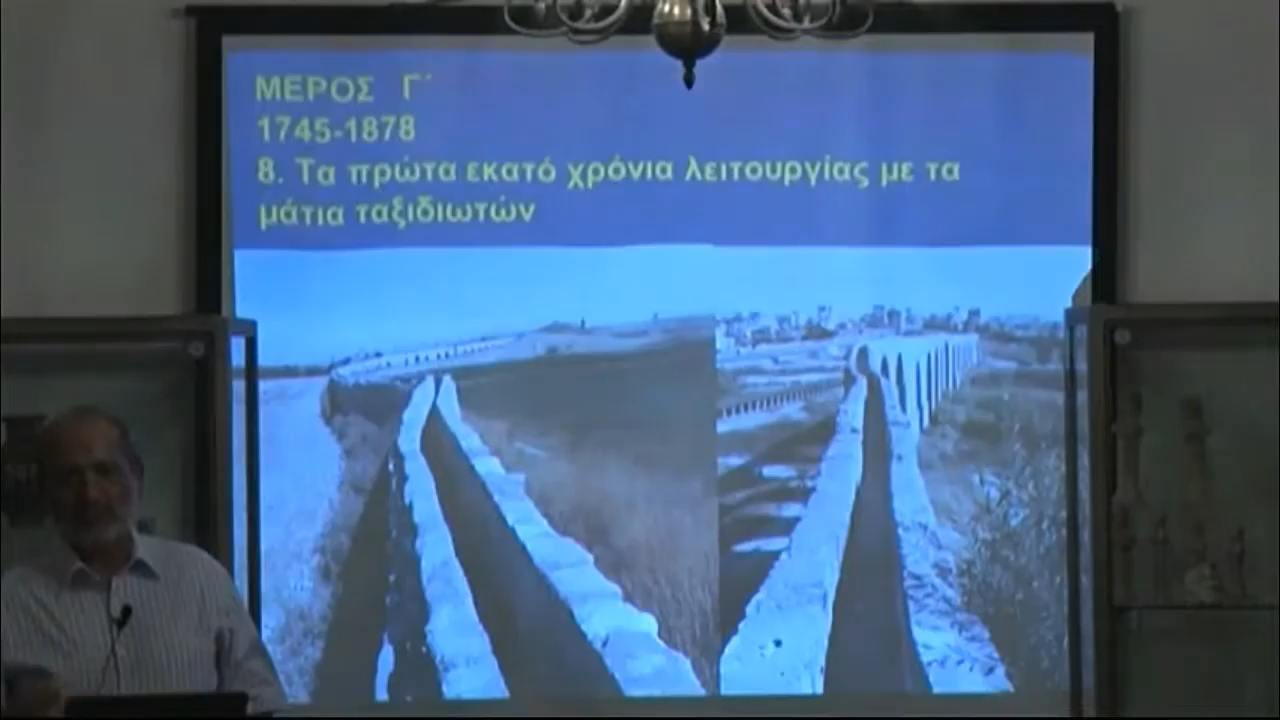 ΜΕΡΟΣ Γ΄
1745-1878
8. Τα πρώτα εκατό χρόνια λειτουργίας με τα
μάτια ταξιδιωτών